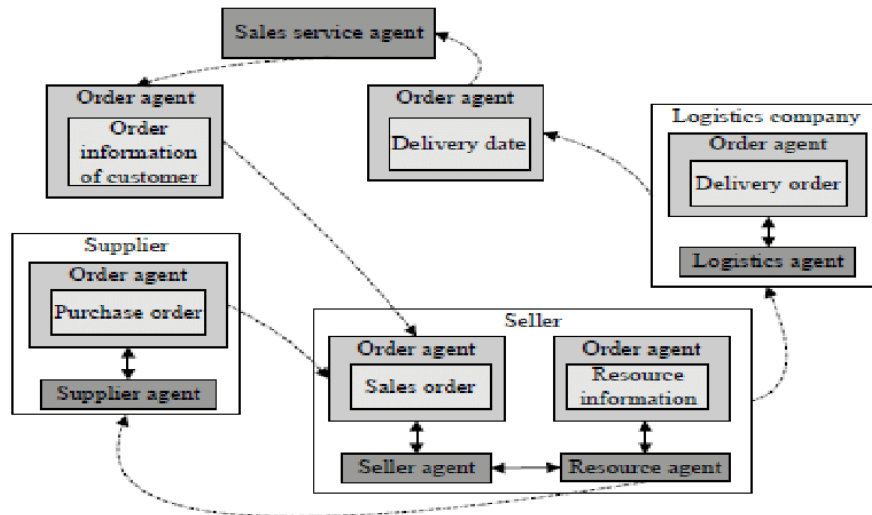 Sales service agent
Order agent
Order
information
of customer
Order agent
Delivery date
Logistics company
Order agent
Delivery order
Logistics agent
Supplier
Order agent
Purchase order
Supplier agent
Seller
Order agent
Sales order
Seller agent
Order agent
Resource
information
Resource agent